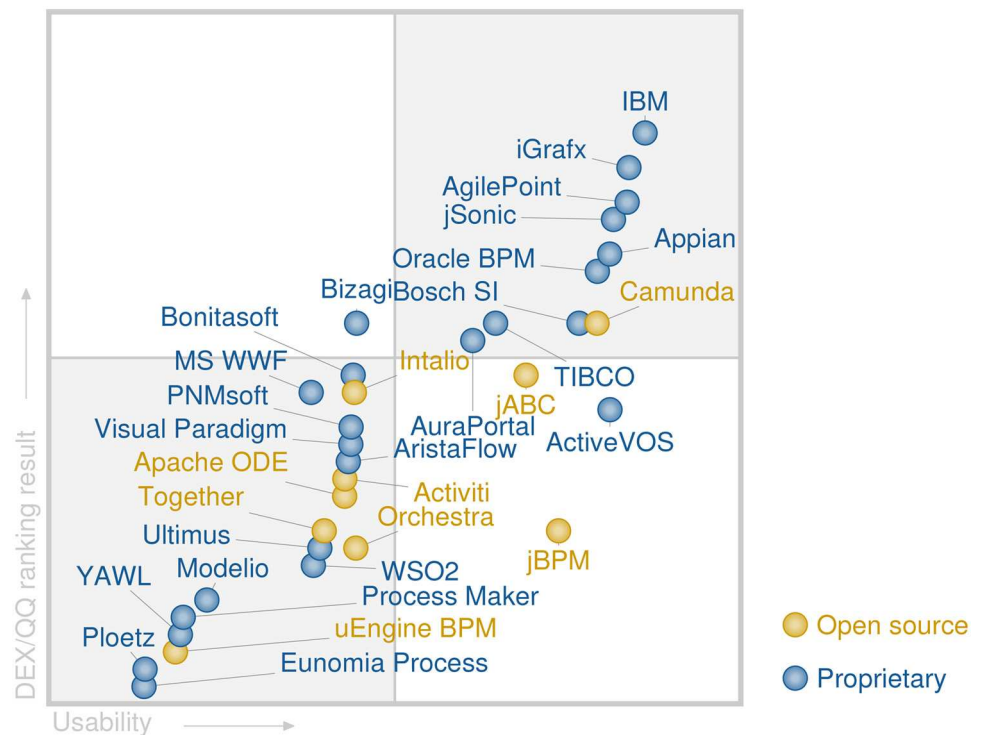 IBM
iGrafx
AgilePoint
jSonic
Appian
Oracle BPM
Bizagi
Bosch SI
Camunda
Bonitasoft
MS WWF
Intalio
TIBCO
PNMsoft
jABC
Visual Paradigm
AuraPortal
ActiveVOS
AristaFlow
Apache ODE
Together
Activiti
Orchestra
Ultimus
jBPM
YAWL
Modelio
WSO2
Process Maker
Ploetz
uEngine BPM
Eunomia Process
Open source
Proprietary
DEX/QQ ranking result
Usability